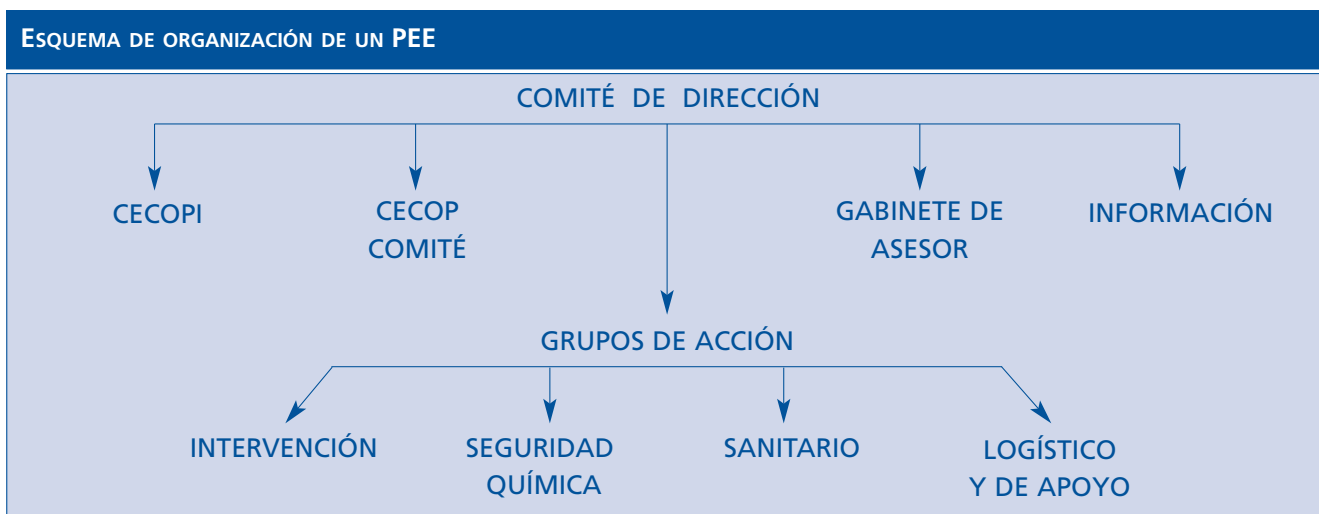 ESQUEMA DE ORGANIZACIÓN DE UN PEE
COMITÉ DE DIRECCIÓN
CECOPI
CECOP
COMITÉ
GABINETE DE
ASESOR
INFORMACIÓN
GRUPOS DE ACCIÓN
INTERVENCIÓN
SEGURIDAD
QUÍMICA
SANITARIO
LOGÍSTICO
Y DE APOYO